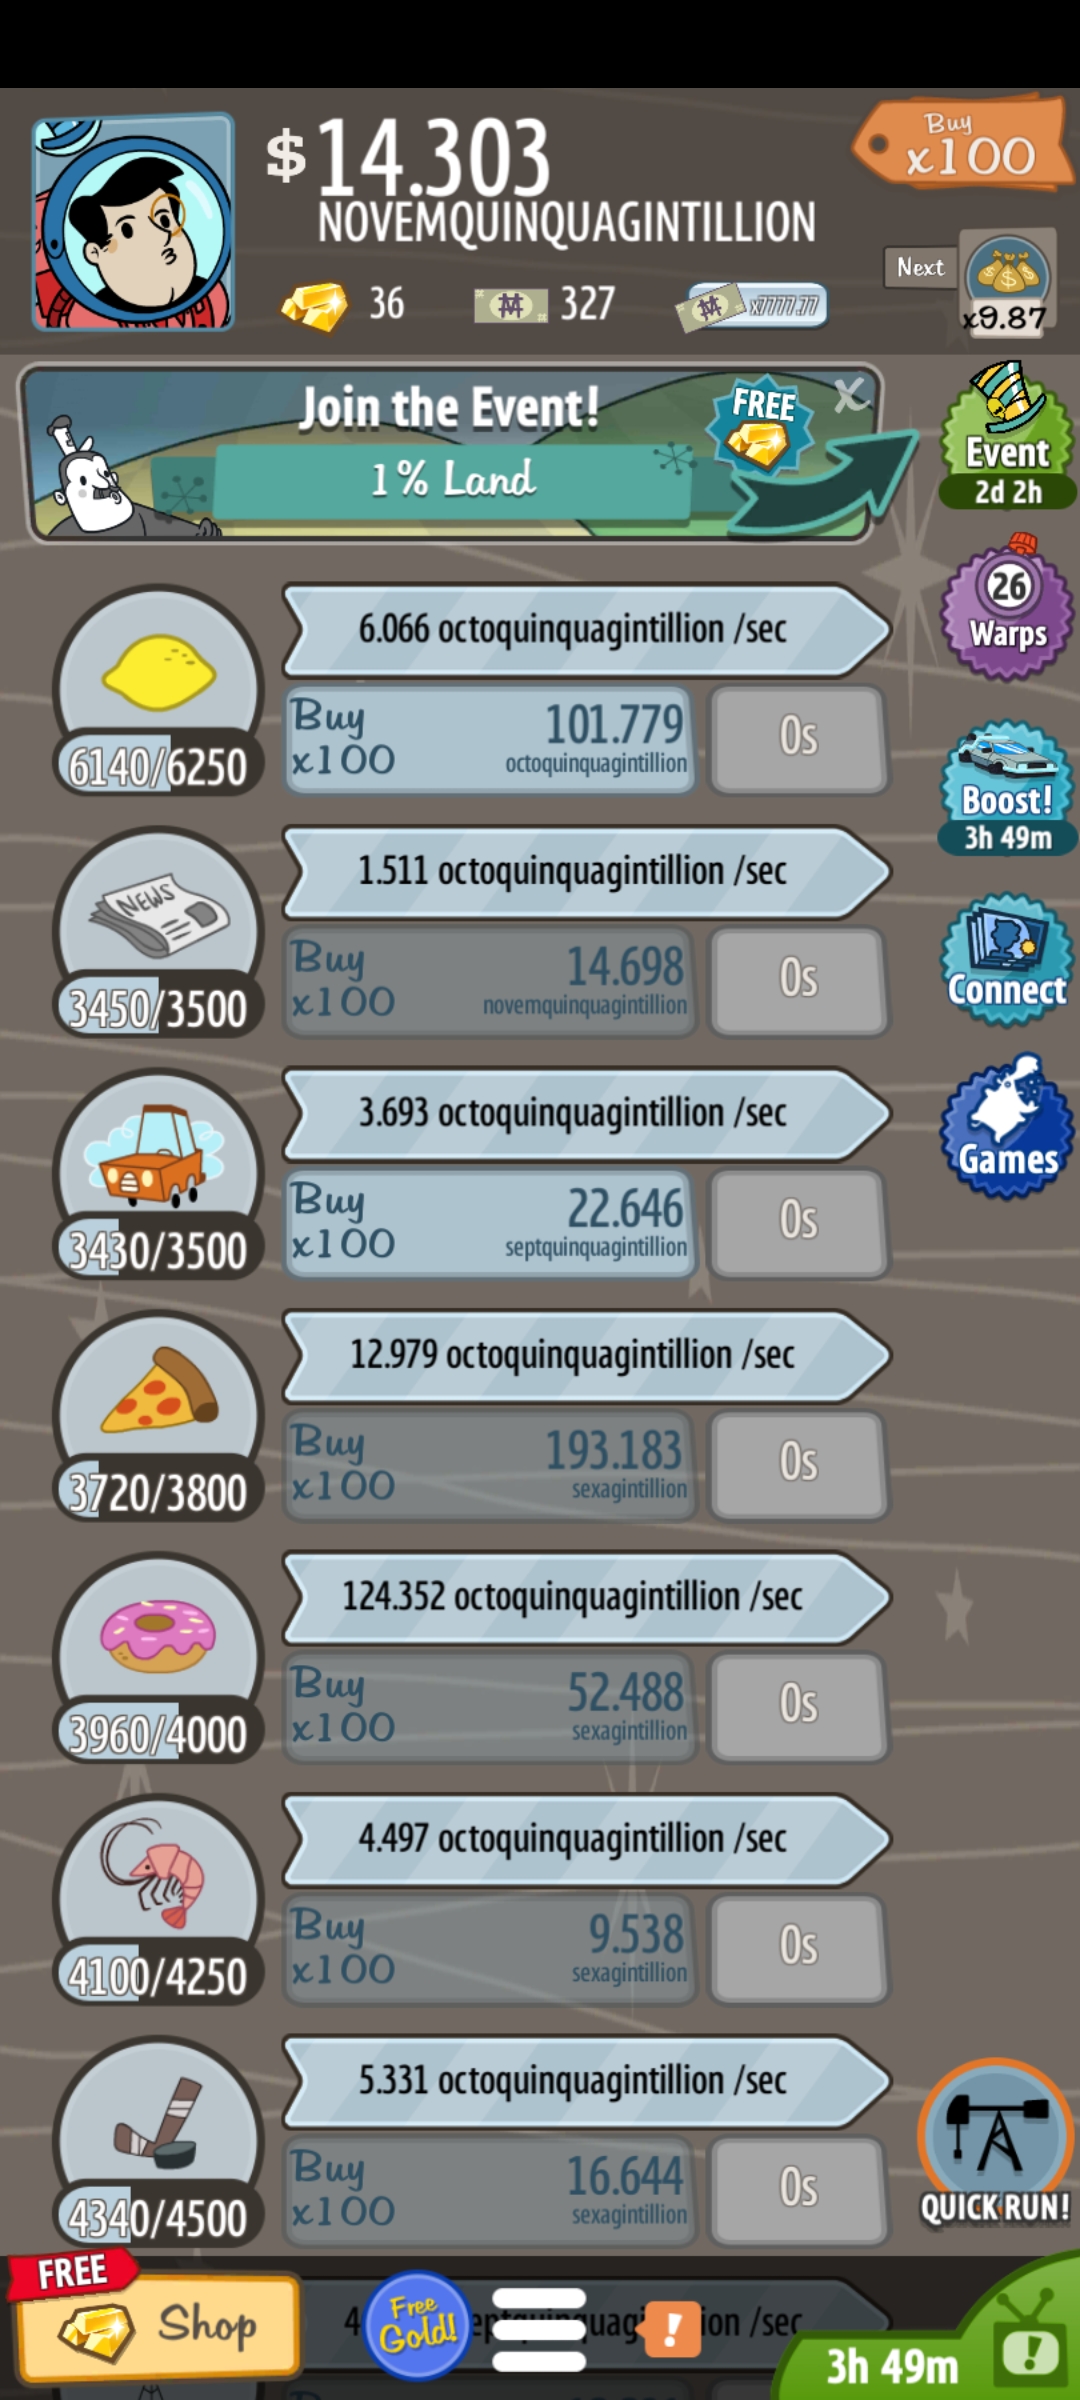 $14.303
NOVEMQUINQUAGINTILLION
Buy
x100
36
327
x7777.77
Next
x9.87
Join the Event!
FREE
X
1% Land
Event
2d 2h
26
Warps
6.066 octoquinquagintillion /sec
Buy
x100
101.779
octoquinquagintillion
0s
6140/6250
Boost!
3h 49m
1.511 octoquinquagintillion /sec
NEWS
Buy
x100
14.698
novemquinquagintillion
0s
3450/3500
Connect
3.693 octoquinquagintillion /sec
Games
Buy
x100
22.646
septquinquagintillion
0s
3430/3500
12.979 octoquinquagintillion /sec
Buy
x100
193.183
sexagintillion
0s
3720/3800
124.352 octoquinquagintillion /sec
Buy
x100
52.488
sexagintillion
0s
3960/4000
4.497 octoquinquagintillion /sec
Buy
x100
9.538
sexagintillion
0s
4100/4250
5.331 octoquinquagintillion /sec
Buy
x100
16.644
sexagintillion
0s
4340/4500
QUICK RUN!
FREE
Shop
Free
Gold!
!
/sec
3h 49m
!